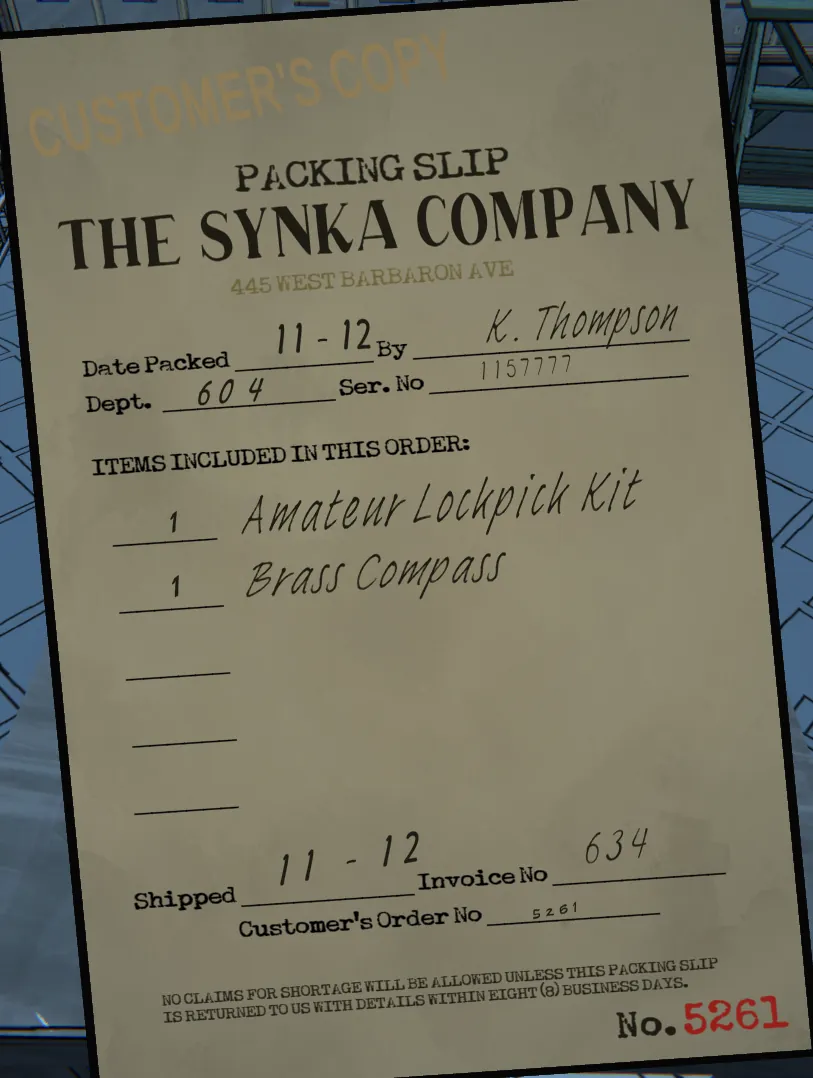 CUSTOMER'S COPY
PACKING SLIP
THE SYNKA COMPANY
445 WEST BARBARON AVE
Date Packed 11-12 By K. Thompson
Dept. 604 Ser. No 1157777
ITEMS INCLUDED IN THIS ORDER:
1 Amateur Lockpick Kit
1 Brass Compass
Shipped 11-12 Invoice No 634
Customer's Order No 5261
NO CLAIMS FOR SHORTAGE WILL BE ALLOWED UNLESS THIS PACKING SLIP
IS RETURNED TO US WITH DETAILS WITHIN EIGHT (8) BUSINESS DAYS.
No. 5261